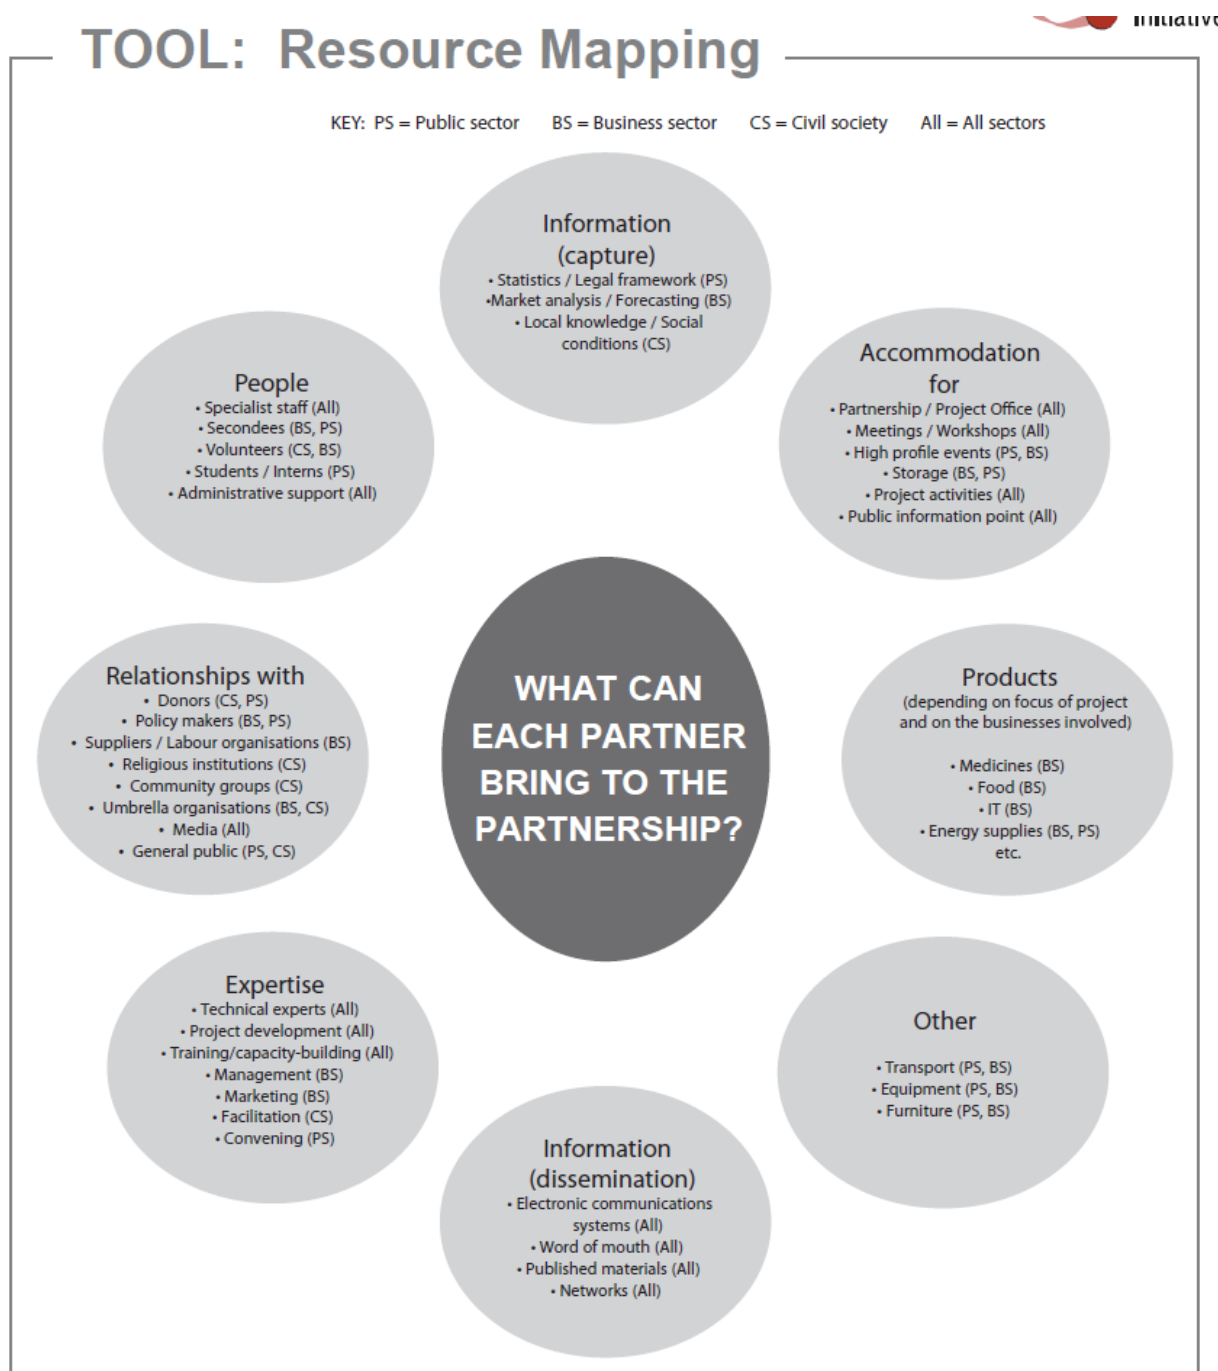 Initiative
TOOL: Resource Mapping
KEY: PS = Public sector BS = Business sector CS = Civil society All = All sectors
Information
(capture)
• Statistics / Legal framework (PS)
•Market analysis / Forecasting (BS)
• Local knowledge / Social
conditions (CS)
Accommodation
for
• Partnership / Project Office (All)
• Meetings / Workshops (All)
• High profile events (PS, BS)
• Storage (BS, PS)
• Project activities (All)
• Public information point (All)
People
• Specialist staff (All)
• Secondees (BS, PS)
• Volunteers (CS, BS)
• Students / Interns (PS)
• Administrative support (All)
Relationships with
• Donors (CS, PS)
• Policy makers (BS, PS)
• Suppliers / Labour organisations (BS)
• Religious institutions (CS)
• Community groups (CS)
• Umbrella organisations (BS, CS)
• Media (All)
• General public (PS, CS)
WHAT CAN
EACH PARTNER
BRING TO THE
PARTNERSHIP?
Products
(depending on focus of project
and on the businesses involved)
• Medicines (BS)
• Food (BS)
• IT (BS)
• Energy supplies (BS, PS)
etc.
Expertise
• Technical experts (All)
• Project development (All)
• Training/capacity-building (All)
• Management (BS)
• Marketing (BS)
• Facilitation (CS)
• Convening (PS)
Other
• Transport (PS, BS)
• Equipment (PS, BS)
• Furniture (PS, BS)
Information
(dissemination)
• Electronic communications
systems (All)
• Word of mouth (All)
• Published materials (All)
• Networks (All)